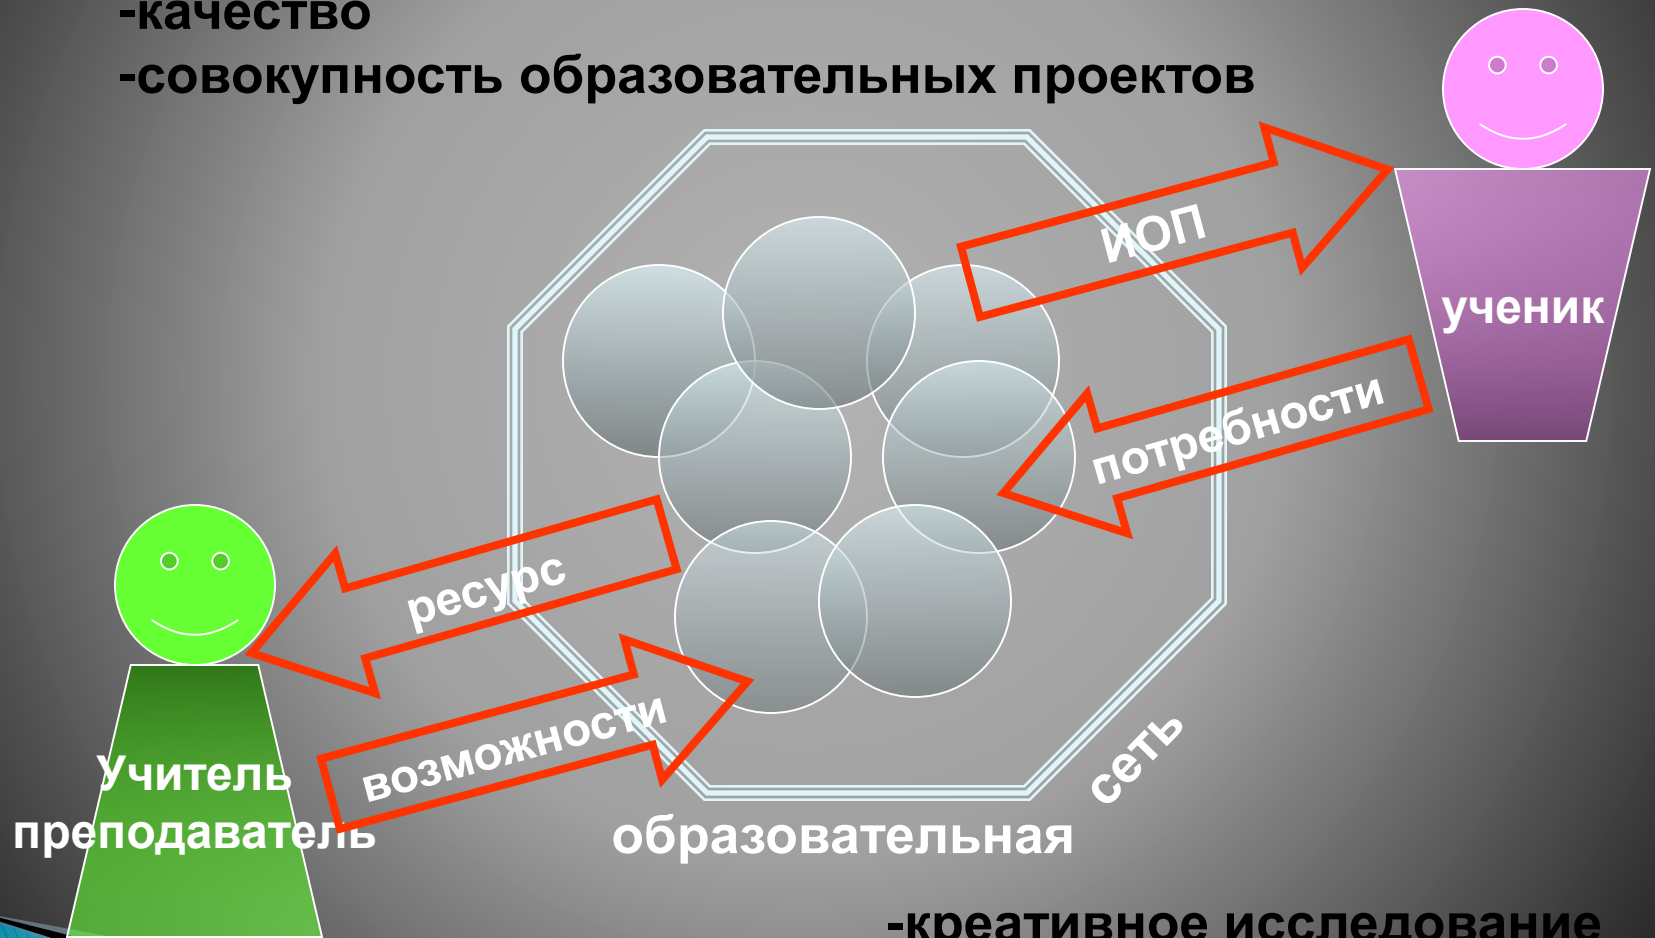 -качество
-совокупность образовательных проектов
ИОП
ученик
потребности
ресурс
возможности
Учитель
преподаватель
сеть
образовательная
-креативное исследование